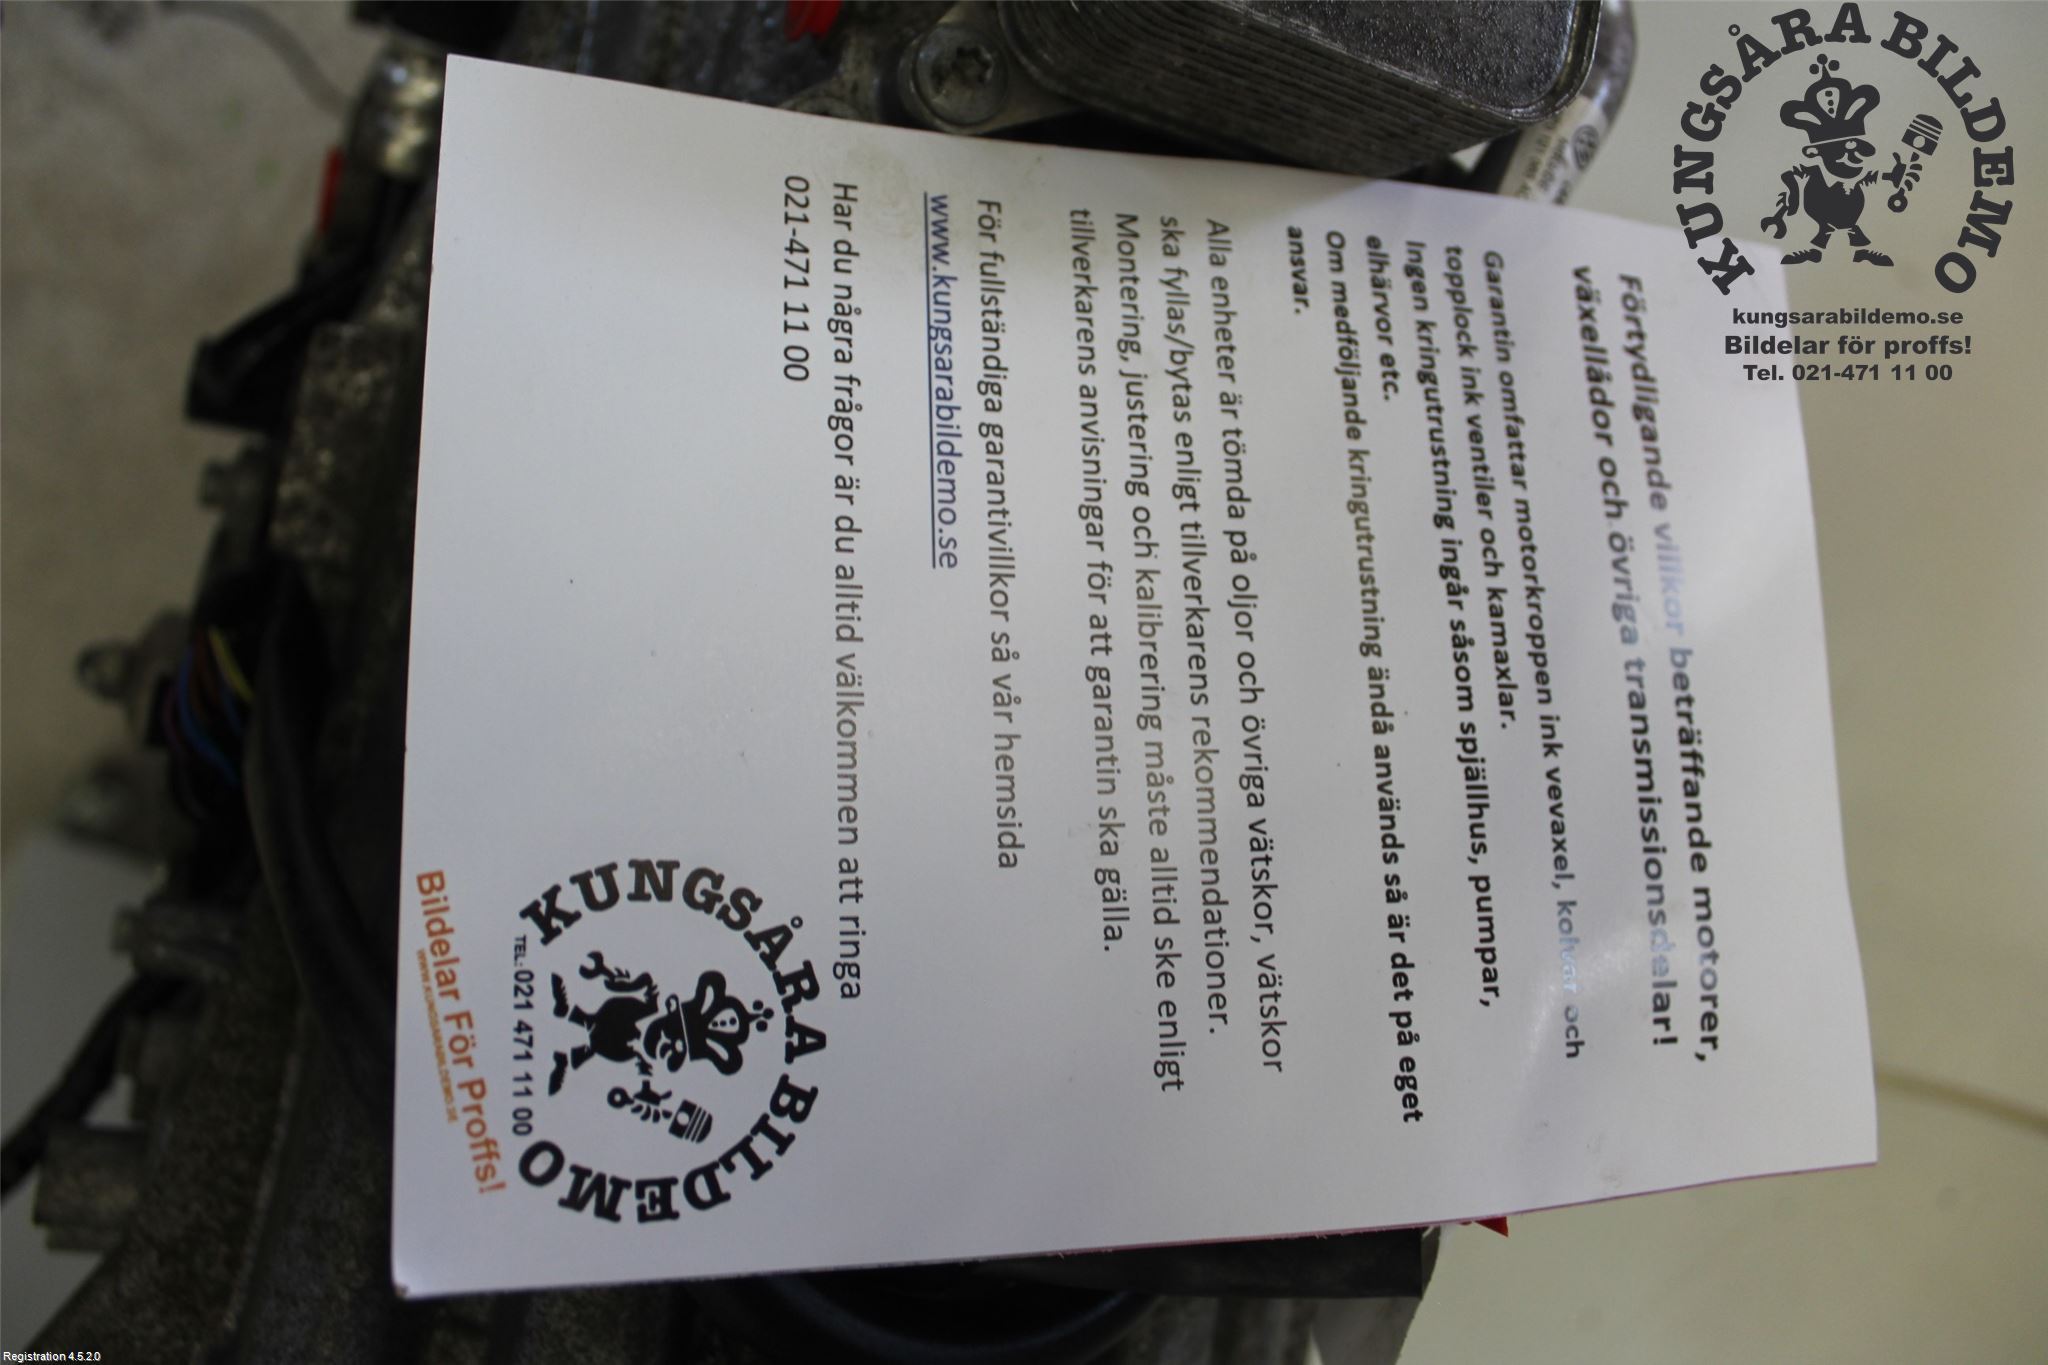 Förtydligande villkor beträffande motorer,
växellådor och övriga transmissionsdelar!
Garantin omfattar motorkroppen ink vevaxel, kolvar och
topplock ink ventiler och kamaxlar.
Ingen kringutrustning ingår såsom spjällhus, pumpar,
elhärvor etc.
Om medföljande kringutrustning ändå används så är det på eget
ansvar.
Alla enheter är tömda på oljor och övriga vätskor, vätskor
ska fyllas/bytas enligt tillverkarens rekommendationer.
Montering, justering och kalibrering måste alltid ske enligt
tillverkarens anvisningar för att garantin ska gälla.
För fullständiga garantivillkor så vår hemsida
www.kungsarabildemo.se
Har du några frågor är du alltid välkommen att ringa
021-471 11 00
KUNGSÅRA BILDEMO
TEL: 021 471 11 00
Bildelar För Proffs!
WWW.KUNGSARABILDEMO.SE
KUNGSÅRA BILDEMO
kungsarabildemo.se
Bildelar för proffs!
Tel. 021-471 11 00
Registration 4.5.2.0